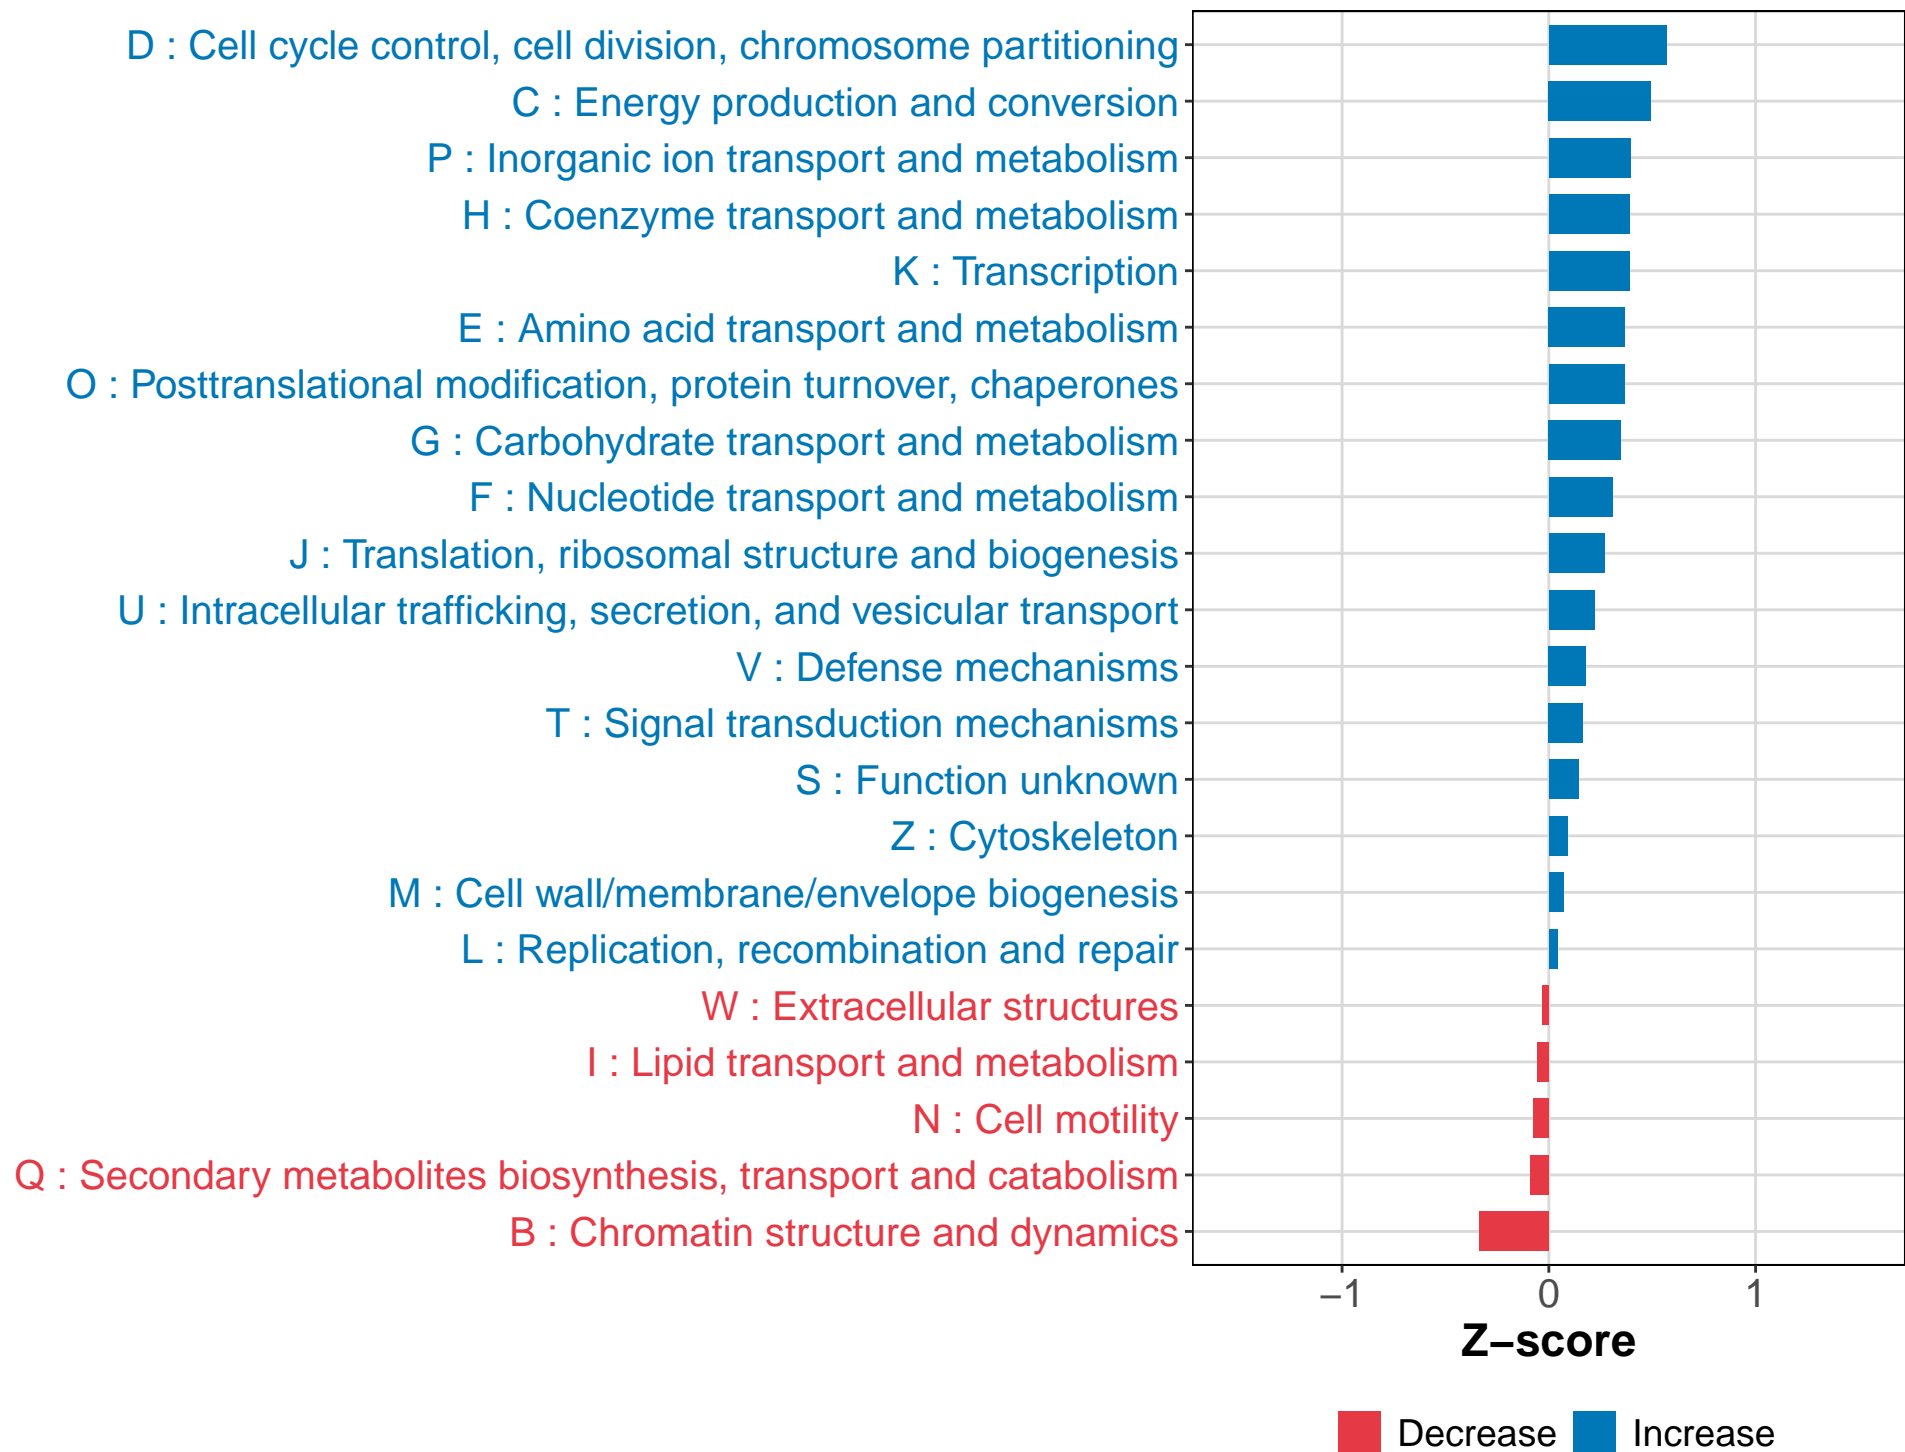 D : Cell cycle control, cell division, chromosome partitioning
C : Energy production and conversion
P : Inorganic ion transport and metabolism
H : Coenzyme transport and metabolism
K : Transcription
E : Amino acid transport and metabolism
O : Posttranslational modification, protein turnover, chaperones
G : Carbohydrate transport and metabolism
F : Nucleotide transport and metabolism
J : Translation, ribosomal structure and biogenesis
U : Intracellular trafficking, secretion, and vesicular transport
V : Defense mechanisms
T : Signal transduction mechanisms
S : Function unknown
Z : Cytoskeleton
M : Cell wall/membrane/envelope biogenesis
L : Replication, recombination and repair
W : Extracellular structures
I : Lipid transport and metabolism
N : Cell motility
Q : Secondary metabolites biosynthesis, transport and catabolism
B : Chromatin structure and dynamics
−1 0 1
Z−score
Decrease Increase